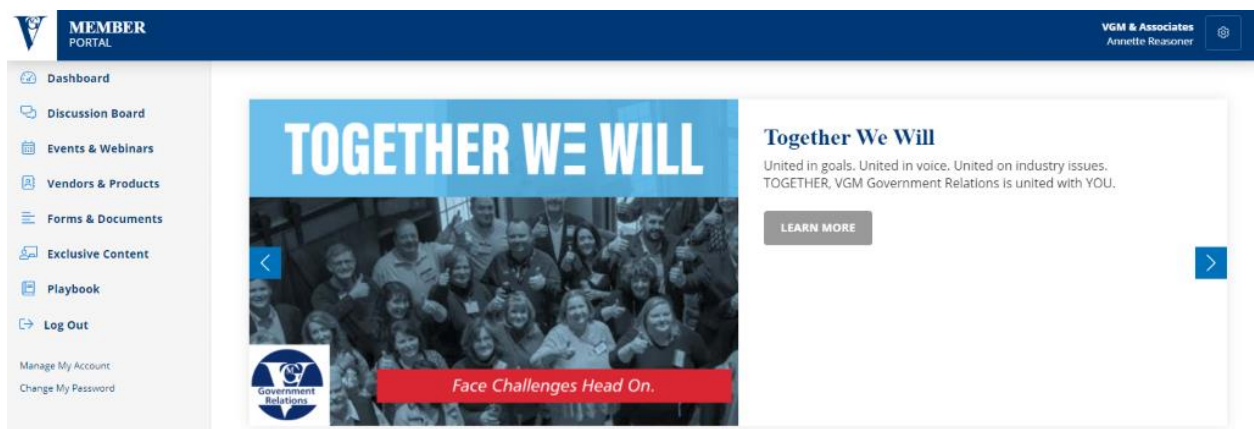 MEMBER
PORTAL
VGM & Associates
Annette Reasoner
Dashboard
Discussion Board
Events & Webinars
Vendors & Products
Forms & Documents
Exclusive Content
Playbook
Log Out
Manage My Account
Change My Password
TOGETHER WE WILL
VGM
Government
Relations
Face Challenges Head On.
Together We Will
United in goals. United in voice. United on industry issues.
TOGETHER, VGM Government Relations is united with YOU.
LEARN MORE